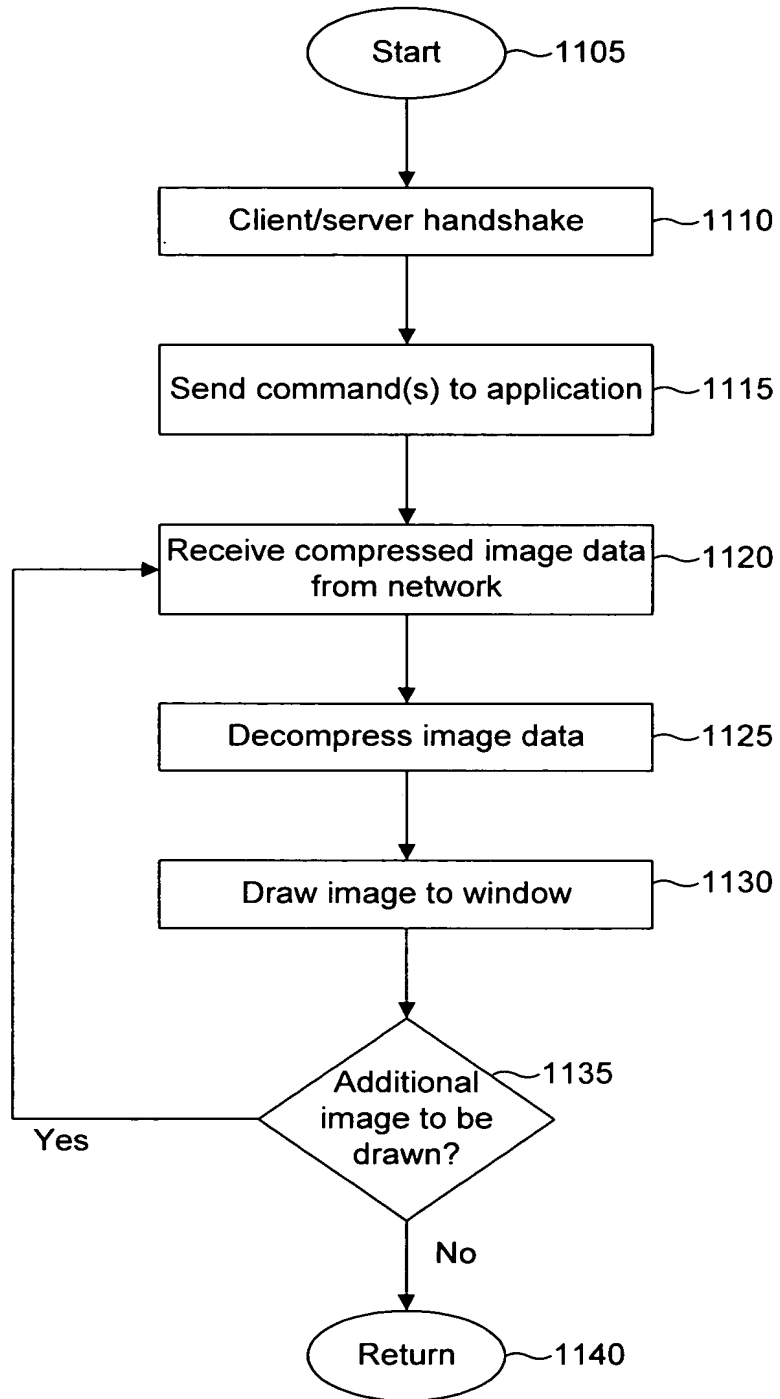 Start
1105
Client/server handshake
1110
Send command(s) to application
1115
Receive compressed image data
from network
1120
Decompress image data
1125
Draw image to window
1130
Additional
image to be
drawn?
1135
Yes
No
Return
1140